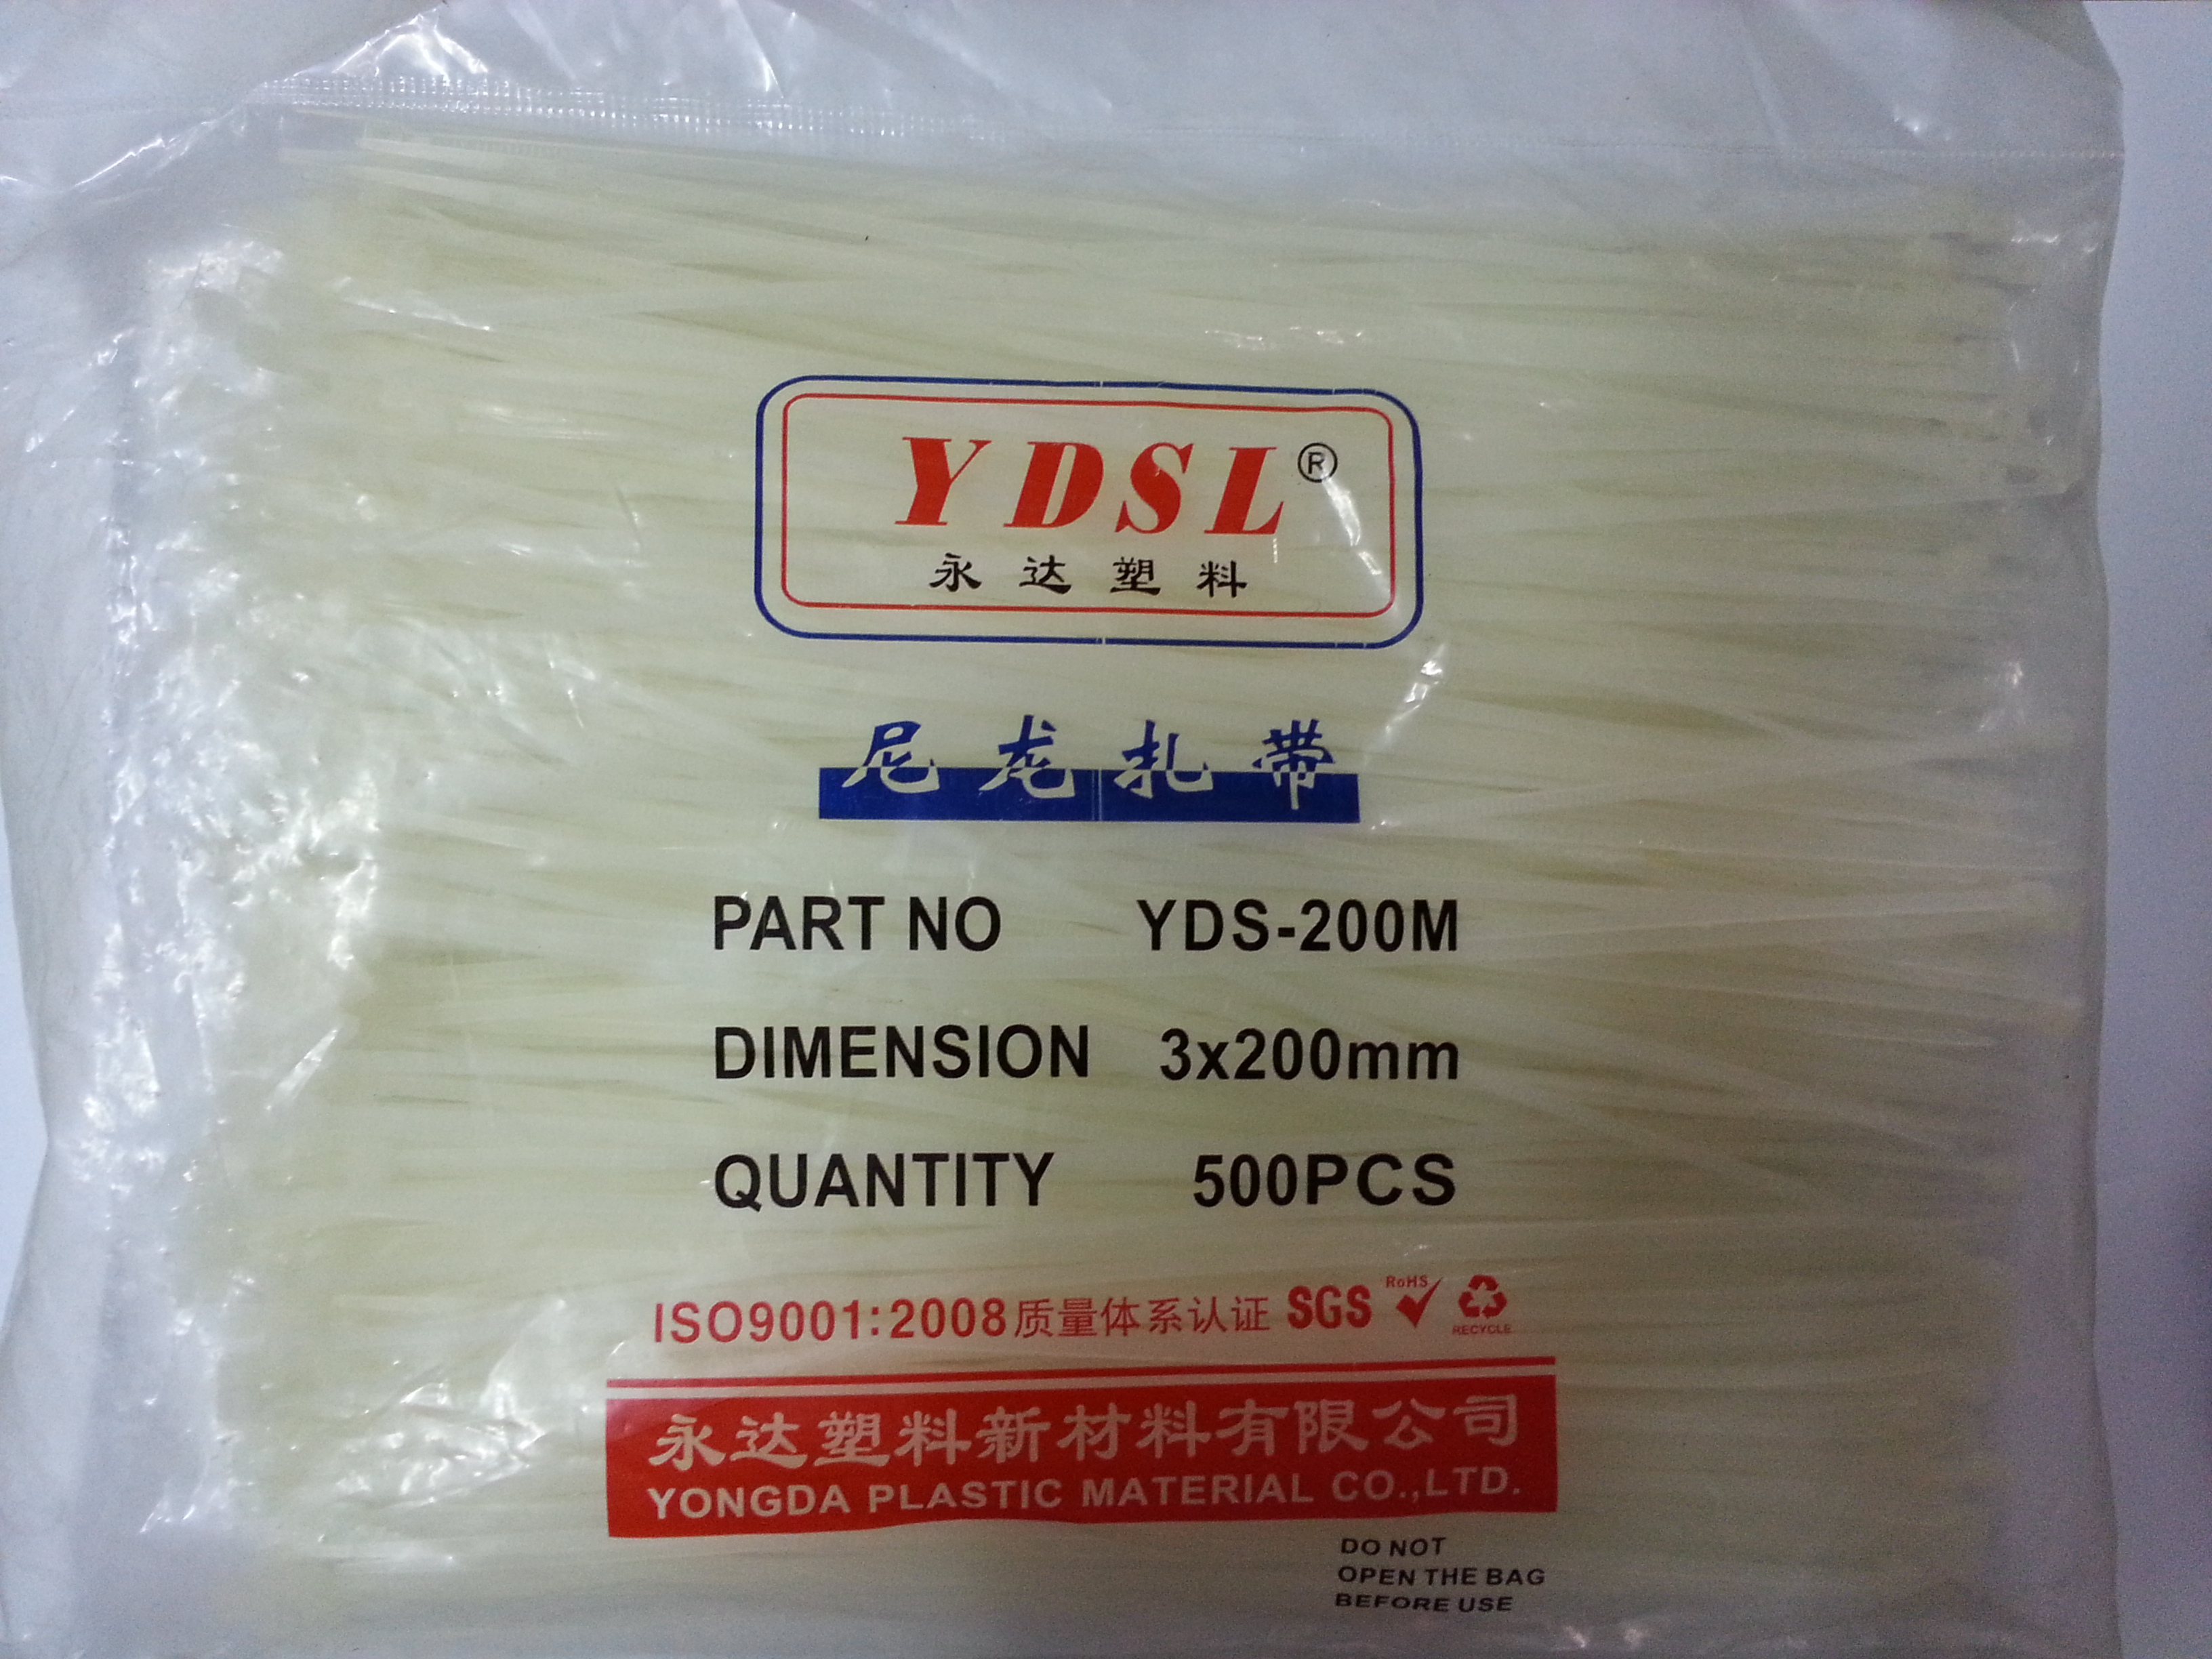 YDSL®
永达塑料
尼龙扎带
PART NO YDS-200M
DIMENSION 3x200mm
QUANTITY 500PCS
ISO9001:2008质量体系认证 SGS RoHS RECYCLE
永达塑料新材料有限公司
YONGDA PLASTIC MATERIAL CO.,LTD.
DO NOT
OPEN THE BAG
BEFORE USE